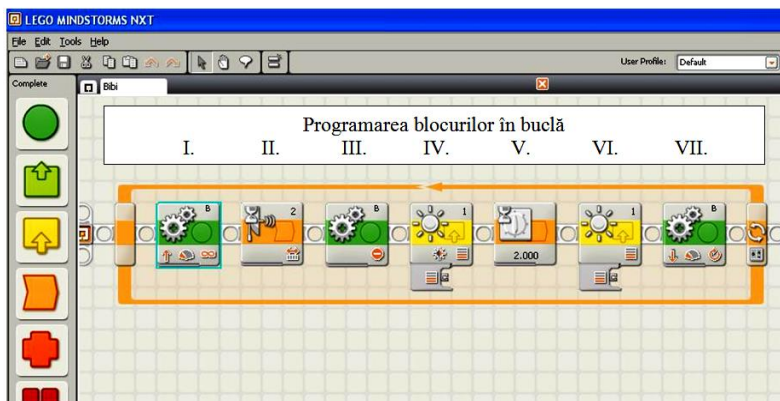 LEGO MINDSTORMS NXT
File Edit Tools Help
User Profile: Default
Complete
Bibi
Programarea blocurilor în buclă
I. II. III. IV. V. VI. VII.
B 2 B 1 1 B
2.000